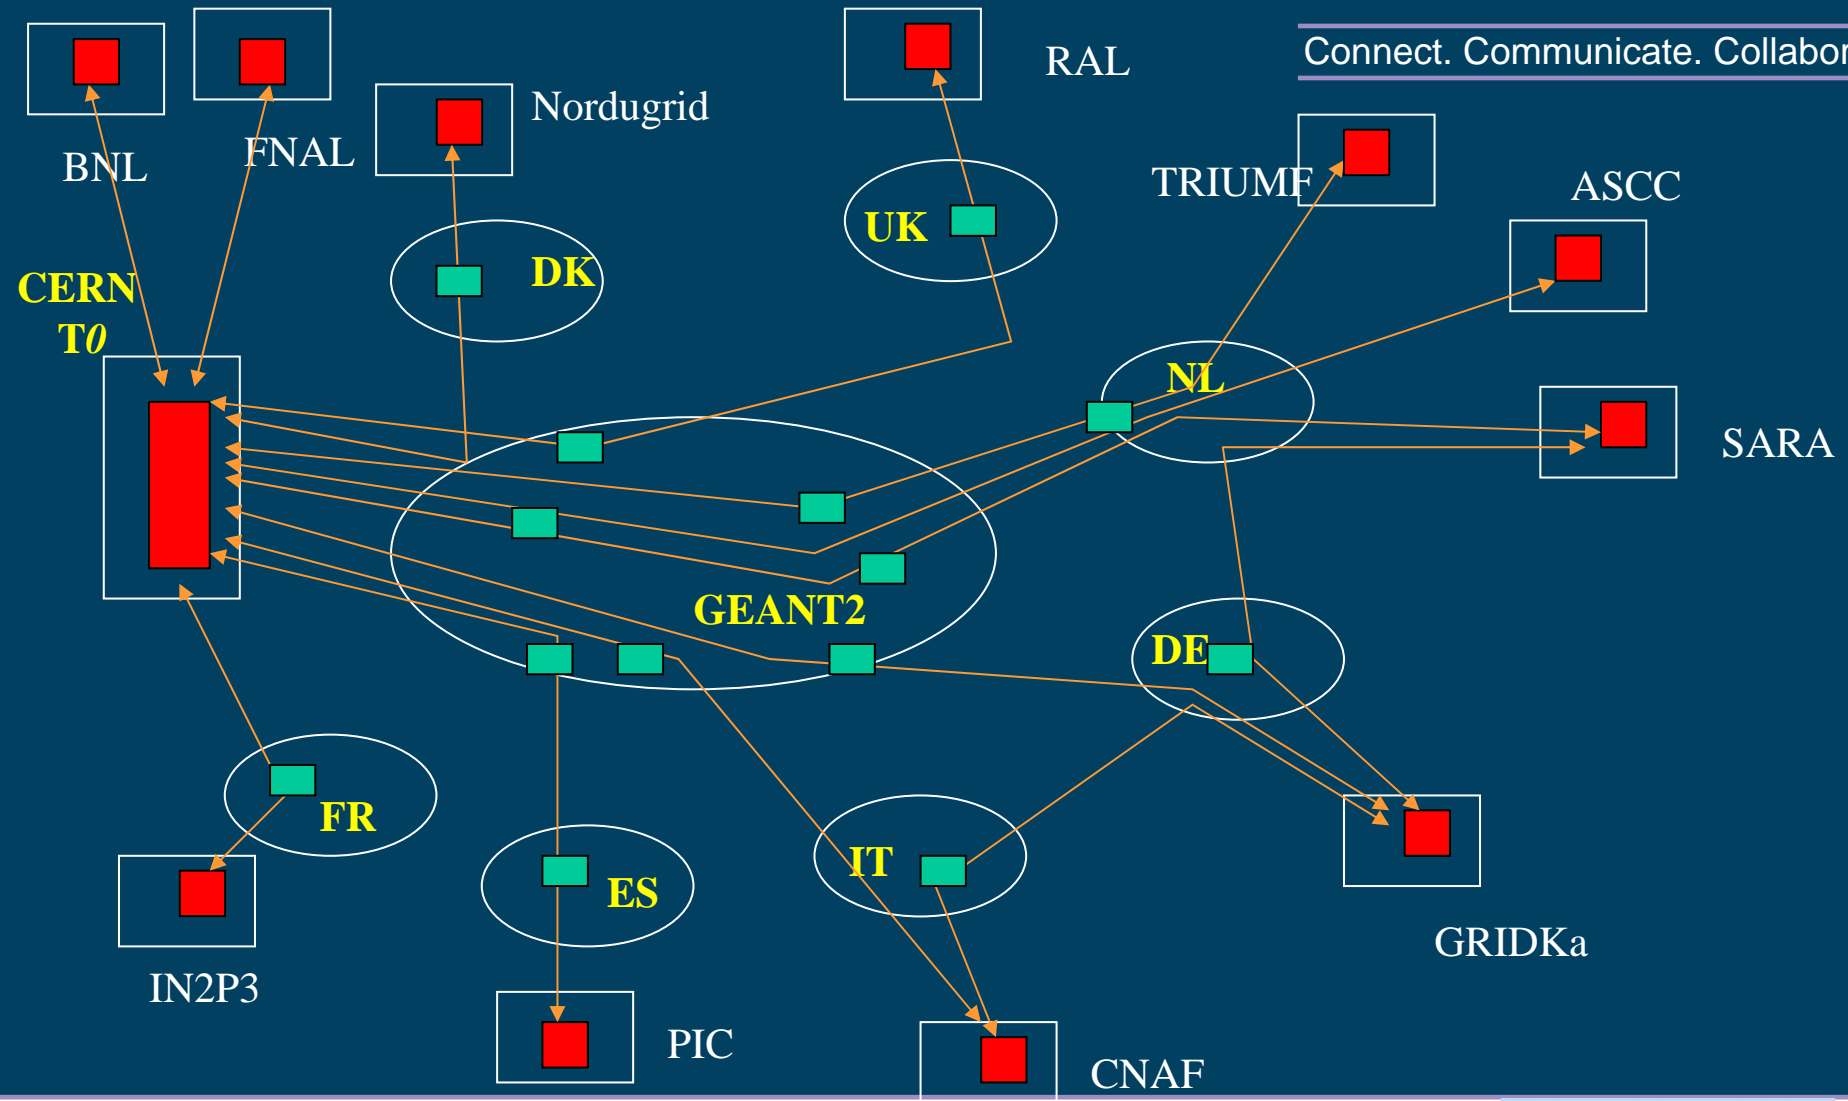 RAL
Connect. Communicate. Collabor
Nordugrid
BNL
FNAL
TRIUMF
ASCC
UK
DK
CERN
T0
NL
SARA
GEANT2
DE
FR
IT
ES
GRIDKa
IN2P3
PIC
CNAF